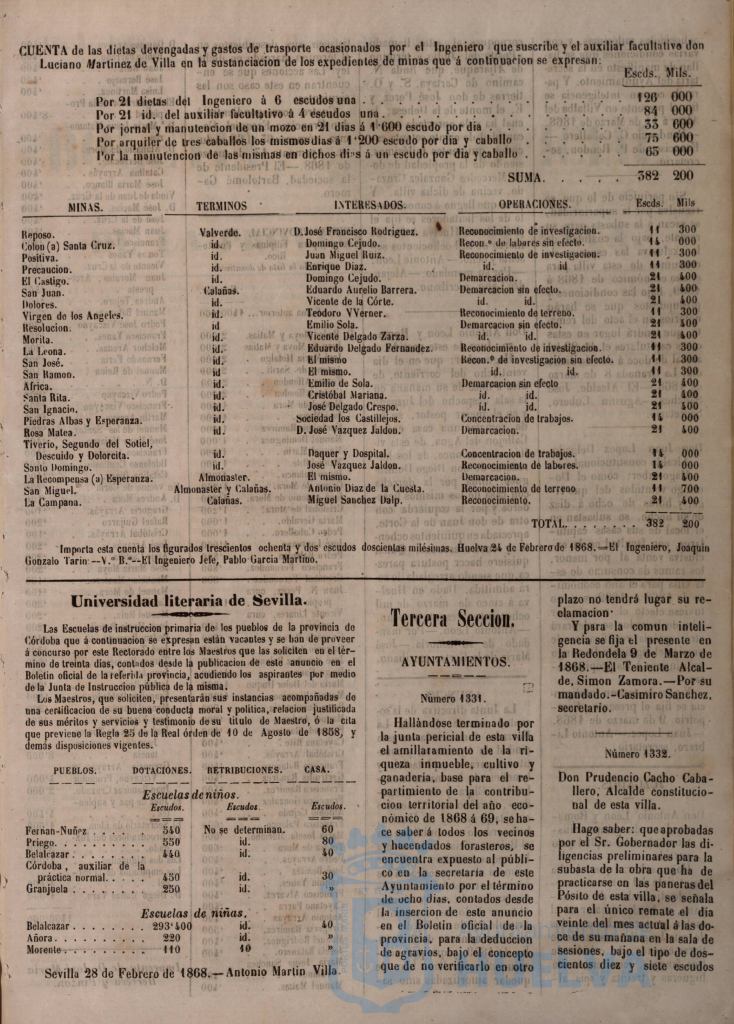 CUENTA de las dietas devengadas y gastos de trasporte ocasionados por el Ingeniero que suscribe y el auxiliar facultativo don
Luciano Martinez de Villa en la sustanciacion de los expedientes de minas que á continuacion se expresan:
Escds. Mils.
Por 21 dietas del Ingeniero á 6 escudos una . . . . 126 000
Por 21 id. del auxiliar facultativo á 4 escudos una . . . . 84 000
Por jornal y manutencion de un mozo en 21 dias á 1'600 escudo por dia . . . . 33 600
Por arquiler de tres caballos los mismos dias á 1'200 escudo por dia y caballo . . . . 75 600
Por la manutencion de las mismas en dichos dias á un escudo por dia y caballo . . . . 63 000
SUMA. . . . . 382 200
MINAS. TERMINOS INTERESADOS. OPERACIONES. Escds. Mils
Reposo. Valverde. D. José Francisco Rodriguez. Reconocimiento de investigacion. 11 300
Colon (a) Santa Cruz. id. Domingo Cejudo. Recon.º de labares sin efecto. 14 000
Positiva. id. Juan Miguel Ruiz. Reconocimiento de investigacion. 11 300
Precaucion. id. Enrique Diaz. id. id 11 300
El Castigo. id. Domingo Cejudo. Demarcacion. 21 400
San Juan. Calañas. Eduardo Aurelio Barrera. Demarcacion sin efecto. 21 400
Dolores. id. Vicente de la Córte. id. id. 21 400
Virgen de los Angeles. id. Teodoro VVerner. Reconocimiento de terreno. 11 300
Resolucion. id Emilio Sola. Demarcacion sin efecto. 21 400
Morita. id. Vicente Delgado Zarza. id. id. 21 400
La Leona. id. Eduardo Delgado Fernandez. Reconocimiento de investigacion. 11 300
San José. id. El mismo Recon.º de investigacion sin efecto. 11 300
San Ramon. id. El mismo. id. id. 11 300
Africa. id. Emilio de Sola. Demarcacion sin efecto 21 400
Santa Rita. id. Cristóbal Mariana. id. id. 21 400
San Ignacio. id. José Delgado Crespo. id. id. 21 400
Piedras Albas y Esperanza. id. Sociedad los Castillejos. Concentracion de trabajos. 14 000
Rosa Matea. id. D. José Vazquez Jaldon. Demarcacion. 21 400
Tiverio, Segundo del Sotiel,
Descuido y Dolorcita. id. Daquer y Dospital. Concentracion de trabajos. 14 000
Santo Domingo. id. José Vazquez Jaldon. Reconocimiento de labores. 14 000
La Recompensa (a) Esperanza. Almonaster. El mismo. Demarcacion. 21 400
San Miguel. Almonaster y Calañas. Antonio Diaz de la Cuesta. Reconocimiento de terreno 11 700
La Campana. Calañas. Miguel Sanchez Dalp. Reconocimiento. 21 400
TOTAL. . . . . . . . 382 200
Importa esta cuenta los figurados trescientos ochenta y dos escudos doscientas milésimas. Huelva 24 de Febrero de 1868.—El Ingeniero, Joaquin
Gonzalo Tarin—V.º B.º—El Ingeniero Jefe, Pablo Garcia Martino.
Universidad literaria de Sevilla.
Las Escuelas de instruccion primaria de los pueblos de la provincia de
Córdoba que á continuacion se expresan están vacantes y se han de proveer
á concurso por este Rectorado entre los Maestros que las soliciten en el tér-
mino de treinta dias, contados desde la publicacion de este anuncio en el
Boletin oficial de la referida provincia, acudiendo los aspirantes por medio
de la Junta de Instruccion pública de la misma.
Los Maestros, que soliciten, presentarán sus instancias acompañadas de
una certificacion de su buena conducta moral y politica, relacion justificada
de sus méritos y servicios y testimonio de su titulo de Maestro, ó la cita
que previene la Regla 25 de la Real órden de 10 de Agosto de 1858, y
demás disposiciones vigentes.
PUEBLOS. DOTACIONES. RETRIBUCIONES. CASA.
Escuelas de niños.
Escudos. Escudos. Escudos.
Fernan-Nuñez . . . . . 540 No se determinan. 60
Priego. . . . . . . . 550 id. 80
Belalcazar . . . . . . 440 id. 40
Córdoba, auxiliar de la
práctica normal. . . . . 450 id. 30
Granjuela . . . . . . 250 id. »
Escuelas de niñas.
Belalcazar . . . . . . 293'400 id. 40
Añora . . . . . . . 220 id. »
Morente . . . . . . 110 10 »
Sevilla 28 de Febrero de 1868.—Antonio Martin Villa.
Tercera Seccion.
AYUNTAMIENTOS.
Número 1331.
Hallándose terminado por
la junta pericial de esta villa
el amillaramiento de la ri-
queza inmueble, cultivo y
ganaderia, base para el re-
partimiento de la contribu-
cion territorial del año eco-
nómico de 1868 á 69, se ha-
ce saber á todos los vecinos
y hacendados forasteros, se
encuentra expuesto al públi-
co en la secretaría de este
Ayuntamiento por el término
de ocho dias, contados desde
la insercion de este anuncio
en el Boletin oficial de la
provincia, para la deduccion
de agravios, bajo el concepto
que de no verificarlo en otro
plazo no tendrá lugar su re-
clamacion.
Y para la comun inteli-
gencia se fija el presente en
la Redondela 9 de Marzo de
1868.—El Teniente Alcal-
de, Simon Zamora.—Por su
mandado.-Casimiro Sanchez,
secretario.
Número 1332.
Don Prudencio Cacho Caba-
llero, Alcalde constitucio-
nal de esta villa.
Hago saber: que aprobadas
por el Sr. Gobernador las di-
ligencias preliminares para la
subasta de la obra que ha de
practicarse en las paneras del
Pósito de esta villa, se señala
para el único remate el dia
veinte del mes actual á las do-
ce de su mañana en la sala de
sesiones, bajo el tipo de dos-
cientos diez y siete escudos
HUELVA